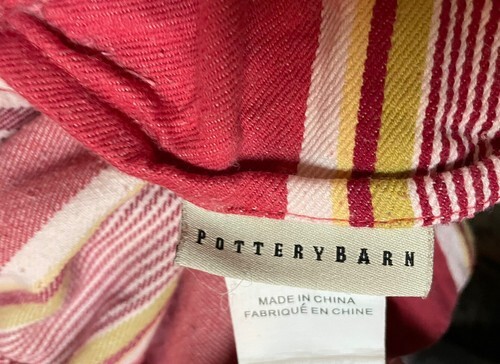 POTTERYBARN
MADE IN CHINA
FABRIQUÉ EN CHINE